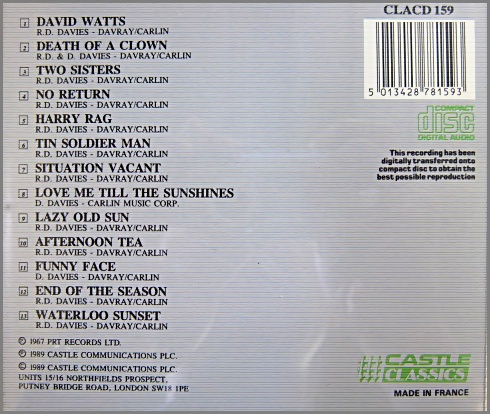 CLACD 159
1 DAVID WATTS
R.D. DAVIES - DAVRAY/CARLIN
2 DEATH OF A CLOWN
R.D. & D. DAVIES - DAVRAY/CARLIN
3 TWO SISTERS
R.D. DAVIES - DAVRAY/CARLIN
4 NO RETURN
R.D. DAVIES - DAVRAY/CARLIN
5 HARRY RAG
R.D. DAVIES - DAVRAY/CARLIN
6 TIN SOLDIER MAN
R.D. DAVIES - DAVRAY/CARLIN
7 SITUATION VACANT
R.D. DAVIES - DAVRAY/CARLIN
8 LOVE ME TILL THE SUNSHINES
D. DAVIES - CARLIN MUSIC CORP.
9 LAZY OLD SUN
R.D. DAVIES - DAVRAY/CARLIN
10 AFTERNOON TEA
R.D. DAVIES - DAVRAY/CARLIN
11 FUNNY FACE
D. DAVIES - DAVRAY/CARLIN
12 END OF THE SEASON
R.D. DAVIES - DAVRAY/CARLIN
13 WATERLOO SUNSET
R.D. DAVIES - DAVRAY/CARLIN
℗ 1967 PRT RECORDS LTD.
℗ 1989 CASTLE COMMUNICATIONS PLC.
© 1989 CASTLE COMMUNICATIONS PLC.
UNITS 15/16 NORTHFIELDS PROSPECT,
PUTNEY BRIDGE ROAD, LONDON SW18 1PE
5 013428 781593
COMPACT
disc
DIGITAL AUDIO
This recording has been
digitally transferred onto
compact disc to obtain the
best possible reproduction
CASTLE
CLASSICS
MADE IN FRANCE